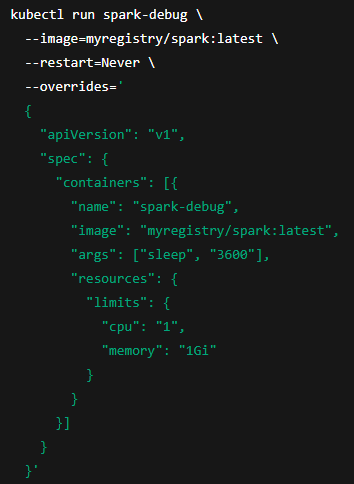 kubectl run spark-debug \
  --image=myregistry/spark:latest \
  --restart=Never \
  --overrides='
  {
    "apiVersion": "v1",
    "spec": {
      "containers": [{
        "name": "spark-debug",
        "image": "myregistry/spark:latest",
        "args": ["sleep", "3600"],
        "resources": {
          "limits": {
            "cpu": "1",
            "memory": "1Gi"
          }
        }
      }]
    }
  }'